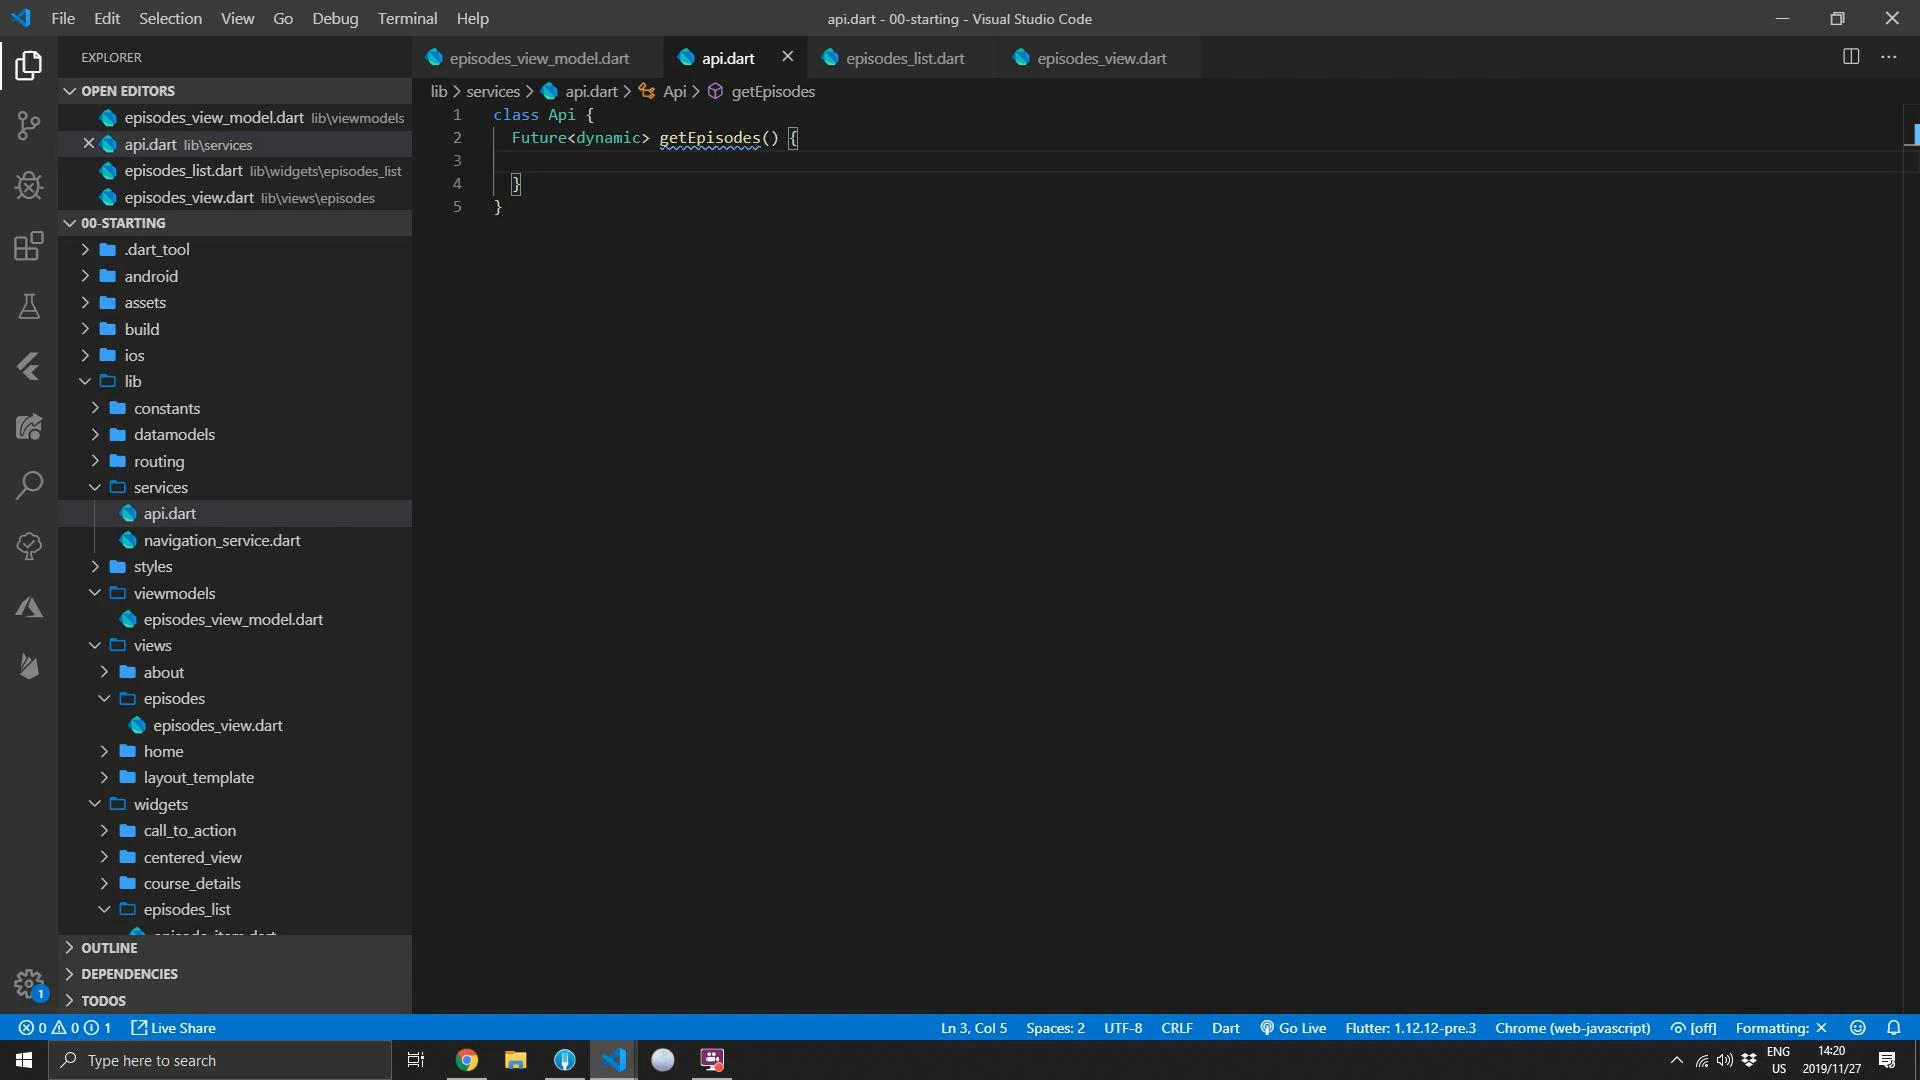 File Edit Selection View Go Debug Terminal Help
api.dart - 00-starting - Visual Studio Code
EXPLORER
OPEN EDITORS
episodes_view_model.dart lib\viewmodels
api.dart lib\services
episodes_list.dart lib\widgets\episodes_list
episodes_view.dart lib\views\episodes
00-STARTING
.dart_tool
android
assets
build
ios
lib
constants
datamodels
routing
services
api.dart
navigation_service.dart
styles
viewmodels
episodes_view_model.dart
views
about
episodes
episodes_view.dart
home
layout_template
widgets
call_to_action
centered_view
course_details
episodes_list
episode_item.dart
OUTLINE
DEPENDENCIES
TODOS
episodes_view_model.dart api.dart episodes_list.dart episodes_view.dart
lib > services > api.dart > Api > getEpisodes
1 class Api {
2 Future<dynamic> getEpisodes() {
3
4 }
5 }
1
0 0 1 Live Share Ln 3, Col 5 Spaces: 2 UTF-8 CRLF Dart Go Live Flutter: 1.12.12-pre.3 Chrome (web-javascript) [off] Formatting: ✕
Type here to search
ENG
US
14:20
2019/11/27